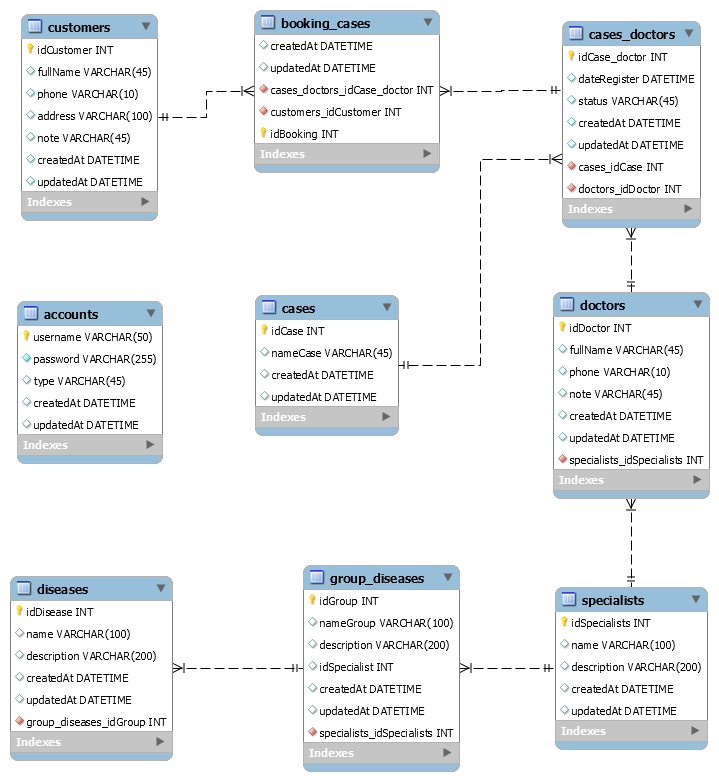 customers
idCustomer INT
fullName VARCHAR(45)
phone VARCHAR(10)
address VARCHAR(100)
note VARCHAR(45)
createdAt DATETIME
updatedAt DATETIME
Indexes
booking_cases
createdAt DATETIME
updatedAt DATETIME
cases_doctors_idCase_doctor INT
customers_idCustomer INT
idBooking INT
Indexes
cases_doctors
idCase_doctor INT
dateRegister DATETIME
status VARCHAR(45)
createdAt DATETIME
updatedAt DATETIME
cases_idCase INT
doctors_idDoctor INT
Indexes
accounts
username VARCHAR(50)
password VARCHAR(255)
type VARCHAR(45)
createdAt DATETIME
updatedAt DATETIME
Indexes
cases
idCase INT
nameCase VARCHAR(45)
createdAt DATETIME
updatedAt DATETIME
Indexes
doctors
idDoctor INT
fullName VARCHAR(45)
phone VARCHAR(10)
note VARCHAR(45)
createdAt DATETIME
updatedAt DATETIME
specialists_idSpecialists INT
Indexes
diseases
idDisease INT
name VARCHAR(100)
description VARCHAR(200)
createdAt DATETIME
updatedAt DATETIME
group_diseases_idGroup INT
Indexes
group_diseases
idGroup INT
nameGroup VARCHAR(100)
description VARCHAR(200)
idSpecialist INT
createdAt DATETIME
updatedAt DATETIME
specialists_idSpecialists INT
Indexes
specialists
idSpecialists INT
name VARCHAR(100)
description VARCHAR(200)
createdAt DATETIME
updatedAt DATETIME
Indexes